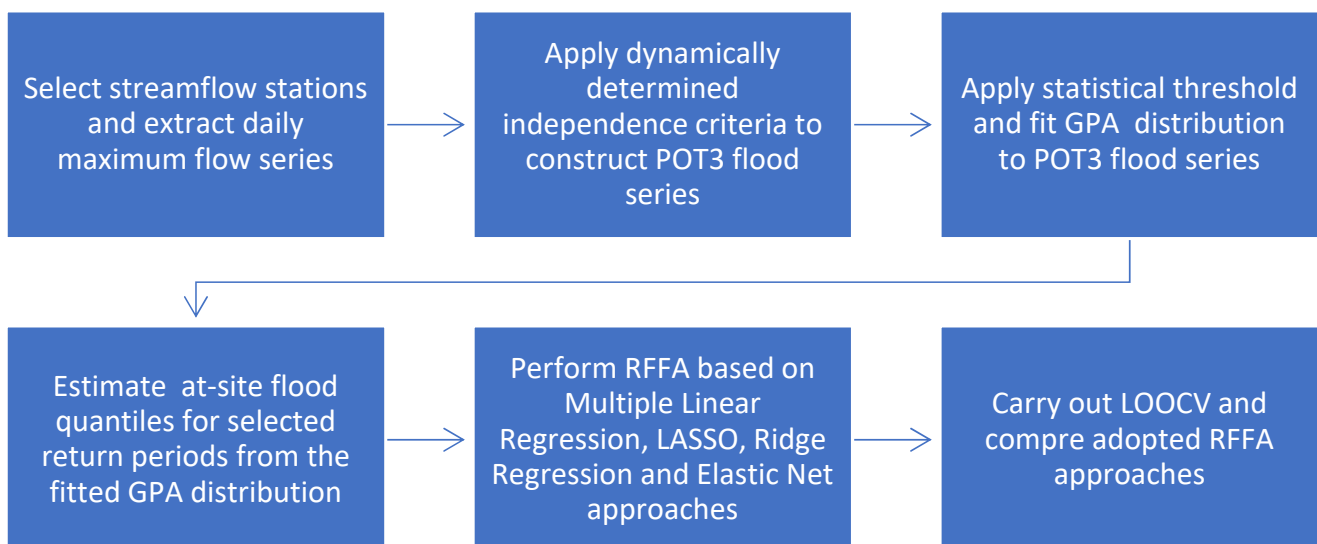 Select streamflow stations
and extract daily
maximum flow series
Apply dynamically
determined
independence criteria to
construct POT3 flood
series
Apply statistical threshold
and fit GPA distribution
to POT3 flood series
Estimate at-site flood
quantiles for selected
return periods from the
fitted GPA distribution
Perform RFFA based on
Multiple Linear
Regression, LASSO, Ridge
Regression and Elastic Net
approaches
Carry out LOOCV and
compre adopted RFFA
approaches